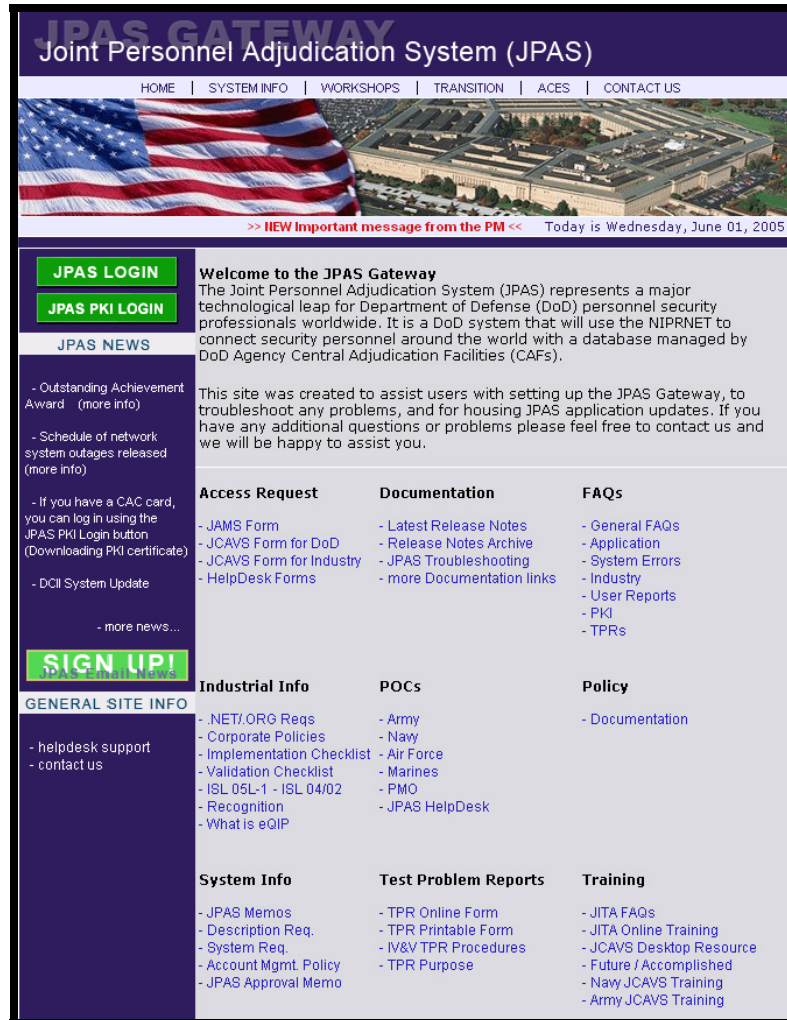 JPAS GATEWAY
Joint Personnel Adjudication System (JPAS)
HOME | SYSTEM INFO | WORKSHOPS | TRANSITION | ACES | CONTACT US
>> NEW Important message from the PM << Today is Wednesday, June 01, 2005
JPAS LOGIN
JPAS PKI LOGIN
JPAS NEWS
- Outstanding Achievement
Award (more info)
- Schedule of network
system outages released
(more info)
- If you have a CAC card,
you can log in using the
JPAS PKI Login button
(Downloading PKI certificate)
- DCII System Update
- more news...
SIGN UP!
JPAS Email News
GENERAL SITE INFO
- helpdesk support
- contact us
Welcome to the JPAS Gateway
The Joint Personnel Adjudication System (JPAS) represents a major
technological leap for Department of Defense (DoD) personnel security
professionals worldwide. It is a DoD system that will use the NIPRNET to
connect security personnel around the world with a database managed by
DoD Agency Central Adjudication Facilities (CAFs).
This site was created to assist users with setting up the JPAS Gateway, to
troubleshoot any problems, and for housing JPAS application updates. If you
have any additional questions or problems please feel free to contact us and
we will be happy to assist you.
Access Request
- JAMS Form
- JCAVS Form for DoD
- JCAVS Form for Industry
- HelpDesk Forms
Documentation
- Latest Release Notes
- Release Notes Archive
- JPAS Troubleshooting
- more Documentation links
FAQs
- General FAQs
- Application
- System Errors
- Industry
- User Reports
- PKI
- TPRs
Industrial Info
- .NET/.ORG Reqs
- Corporate Policies
- Implementation Checklist
- Validation Checklist
- ISL 05L-1 - ISL 04/02
- Recognition
- What is eQIP
POCs
- Army
- Navy
- Air Force
- Marines
- PMO
- JPAS HelpDesk
Policy
- Documentation
System Info
- JPAS Memos
- Description Req.
- System Req.
- Account Mgmt. Policy
- JPAS Approval Memo
Test Problem Reports
- TPR Online Form
- TPR Printable Form
- IV&V TPR Procedures
- TPR Purpose
Training
- JITA FAQs
- JITA Online Training
- JCAVS Desktop Resource
- Future / Accomplished
- Navy JCAVS Training
- Army JCAVS Training